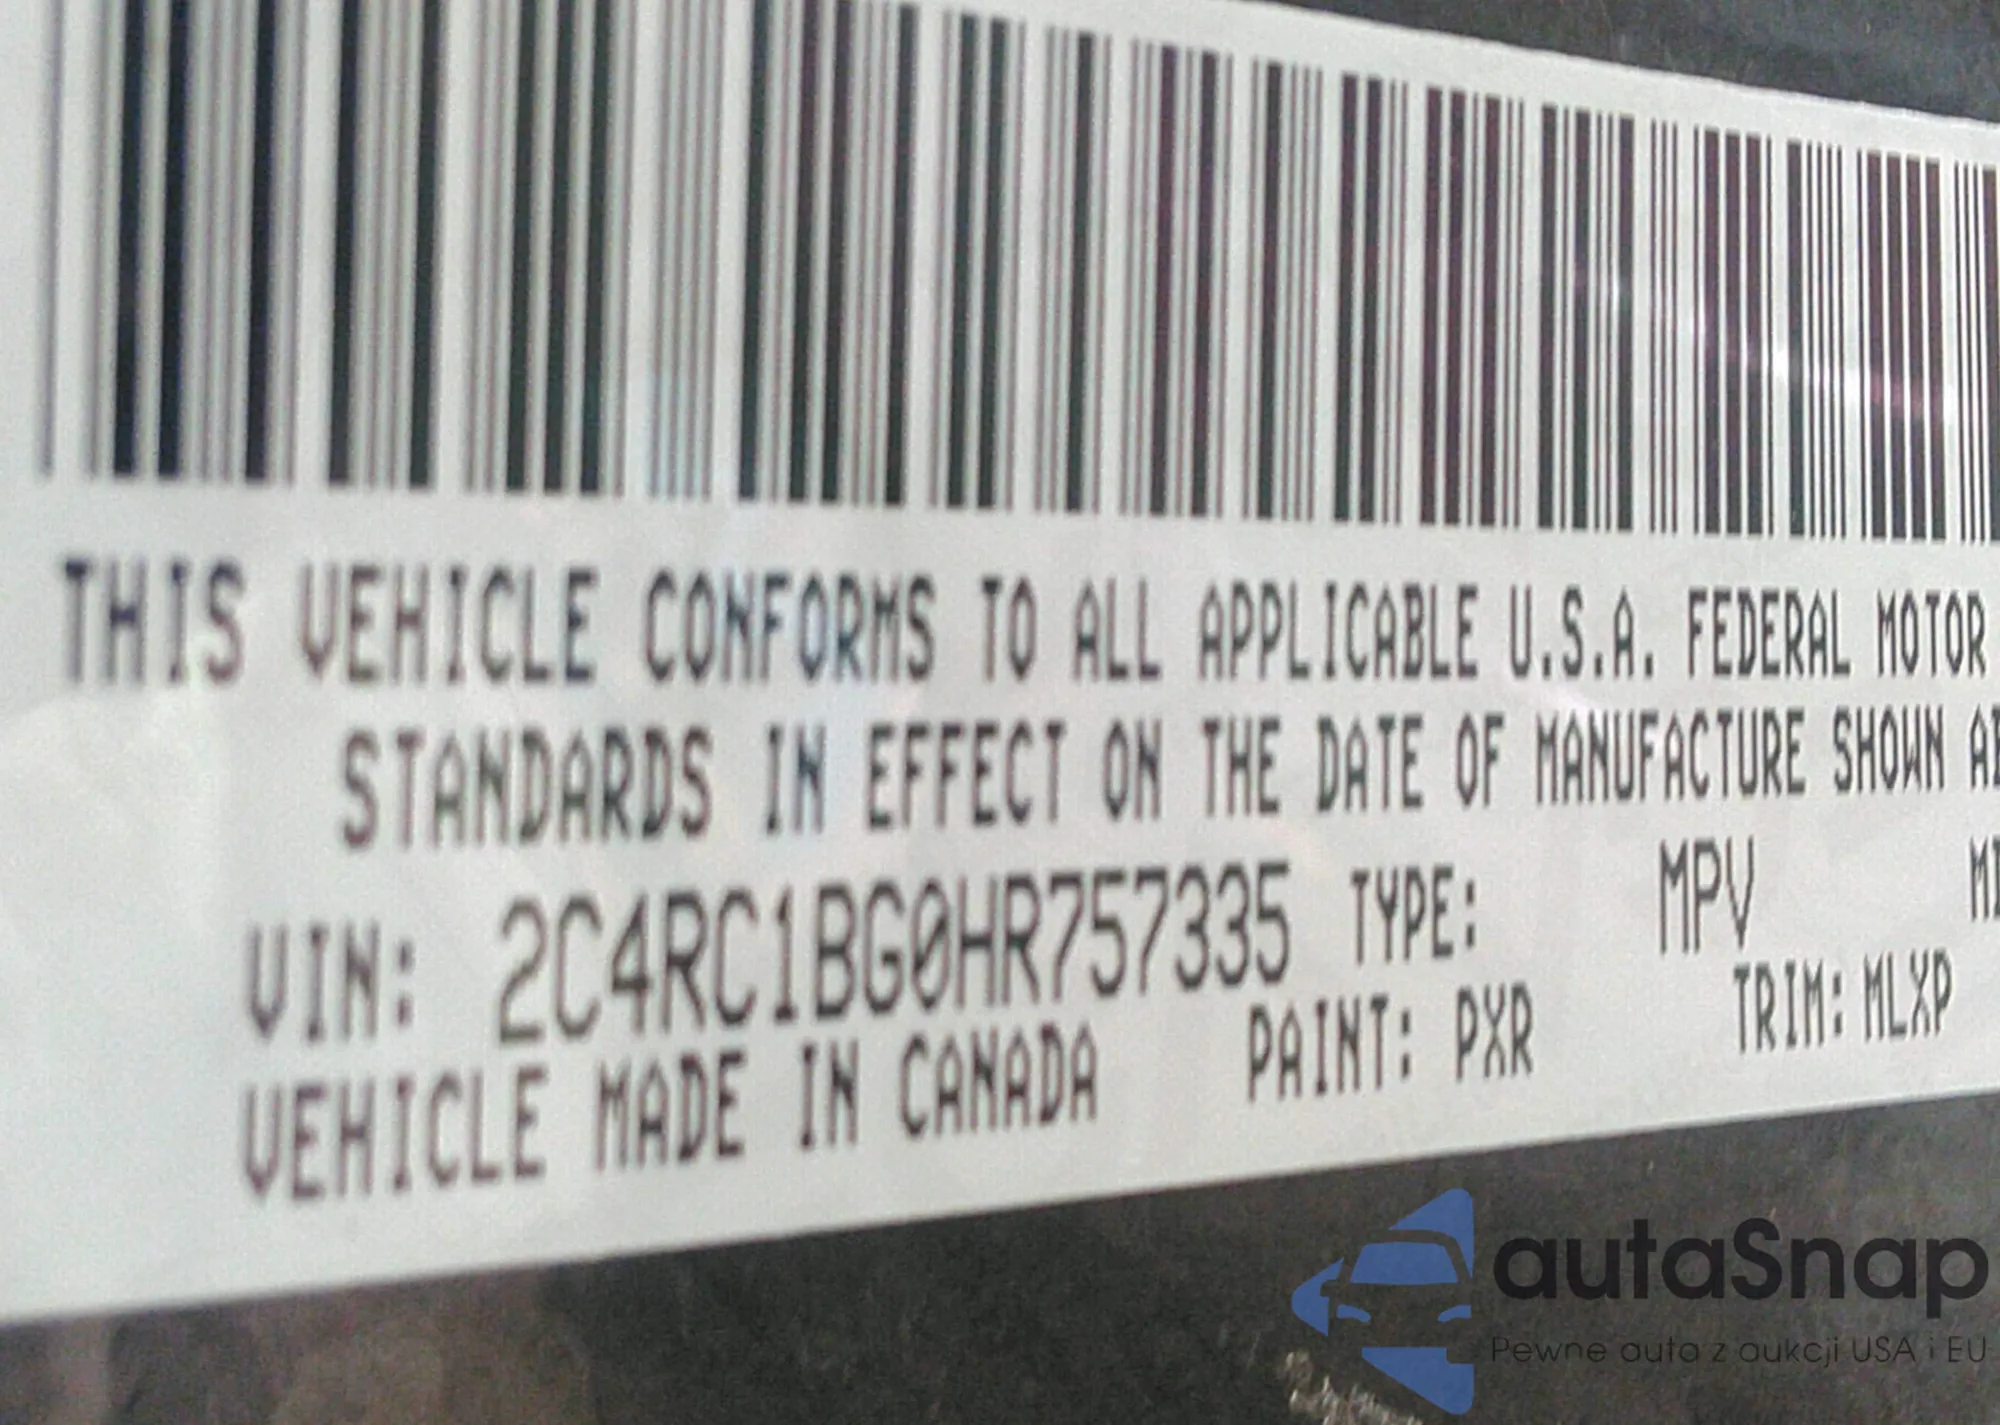 THIS VEHICLE CONFORMS TO ALL APPLICABLE U.S.A. FEDERAL MOTOR
STANDARDS IN EFFECT ON THE DATE OF MANUFACTURE SHOWN
VIN: 2C4RC1BG0HR757335 TYPE: MPV
VEHICLE MADE IN CANADA PAINT: PXR TRIM: MLXP
autaSnap
Pewne auta z aukcji USA i EU